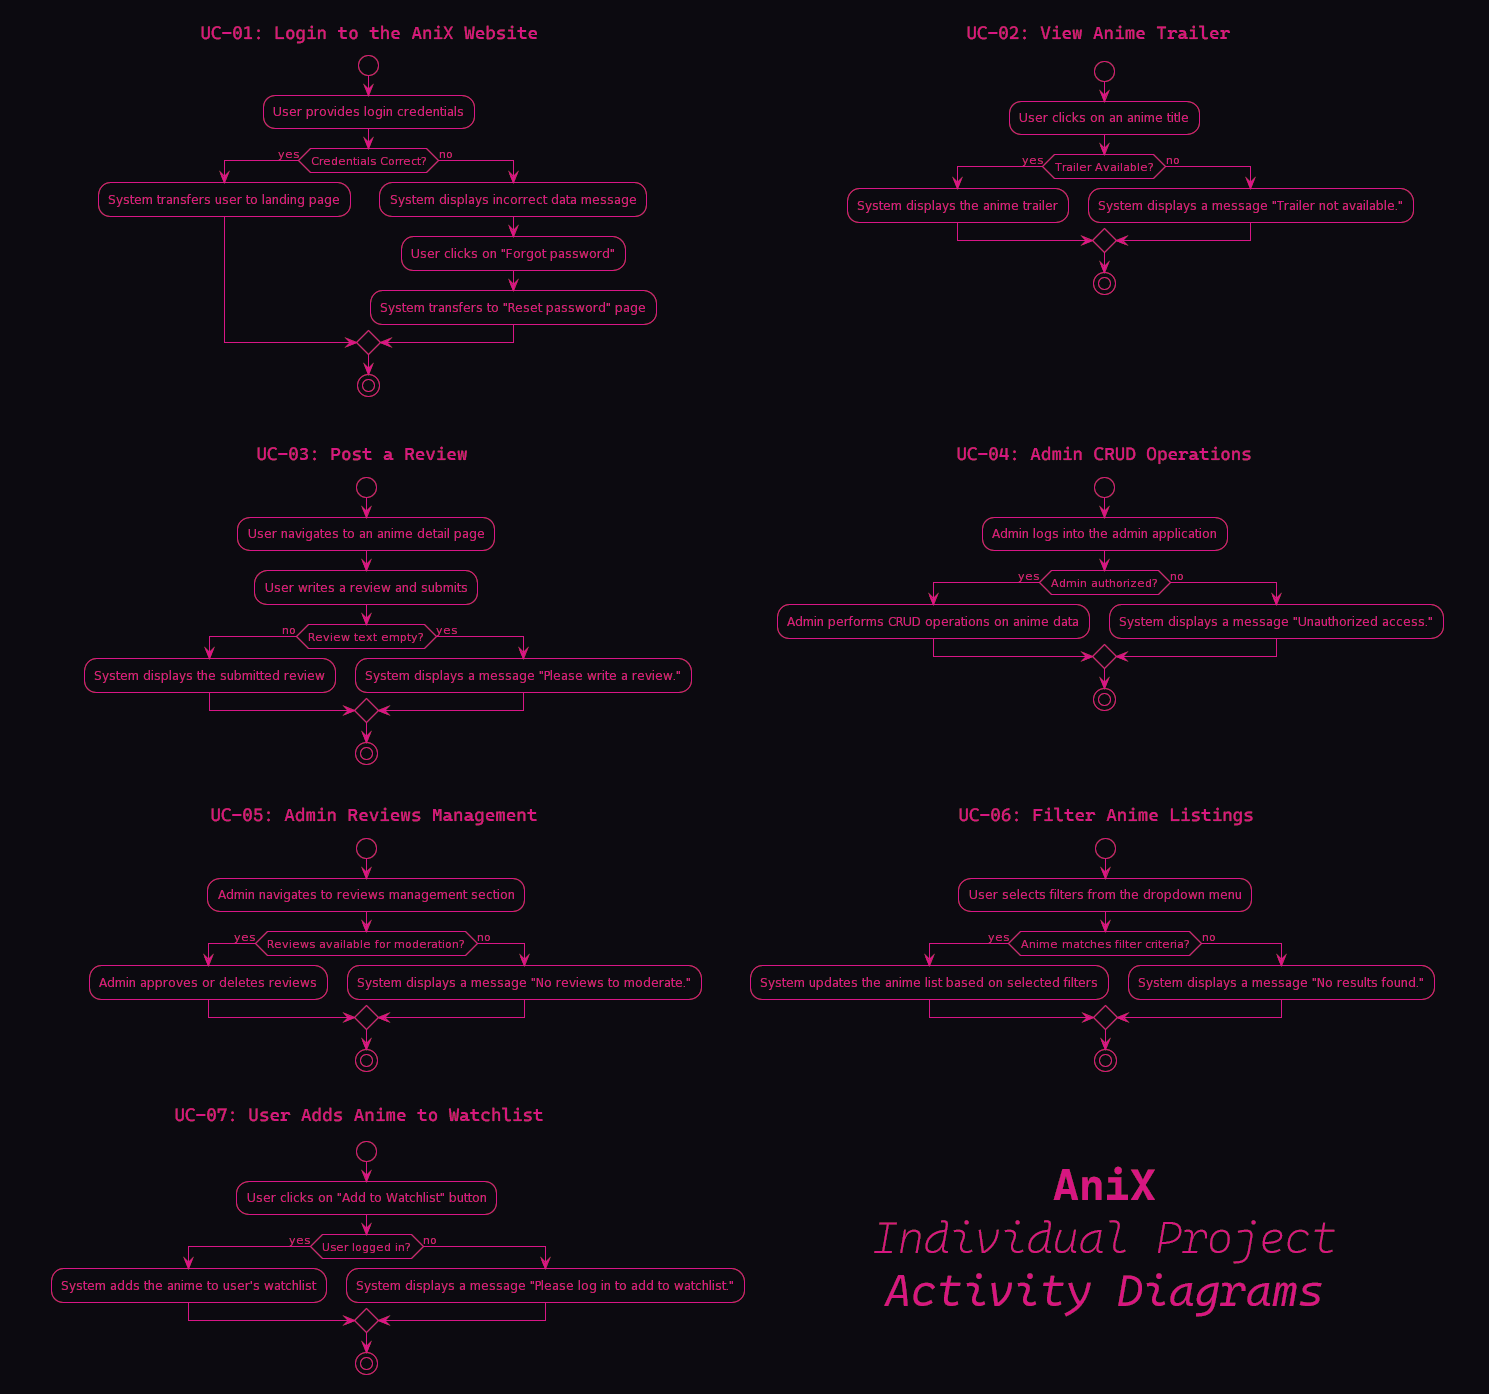 UC-01: Login to the AniX Website
User provides login credentials
yes
Credentials Correct?
no
System transfers user to landing page
System displays incorrect data message
User clicks on "Forgot password"
System transfers to "Reset password" page
UC-02: View Anime Trailer
User clicks on an anime title
yes
Trailer Available?
no
System displays the anime trailer
System displays a message "Trailer not available."
UC-03: Post a Review
User navigates to an anime detail page
User writes a review and submits
no
Review text empty?
yes
System displays the submitted review
System displays a message "Please write a review."
UC-04: Admin CRUD Operations
Admin logs into the admin application
yes
Admin authorized?
no
Admin performs CRUD operations on anime data
System displays a message "Unauthorized access."
UC-05: Admin Reviews Management
Admin navigates to reviews management section
yes
Reviews available for moderation?
no
Admin approves or deletes reviews
System displays a message "No reviews to moderate."
UC-06: Filter Anime Listings
User selects filters from the dropdown menu
yes
Anime matches filter criteria?
no
System updates the anime list based on selected filters
System displays a message "No results found."
UC-07: User Adds Anime to Watchlist
User clicks on "Add to Watchlist" button
yes
User logged in?
no
System adds the anime to user's watchlist
System displays a message "Please log in to add to watchlist."
AniX
Individual Project
Activity Diagrams